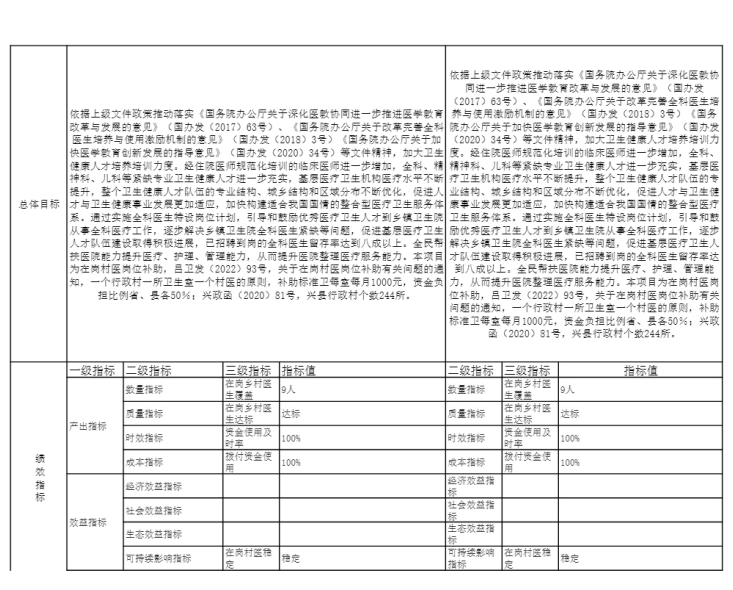 总体目标
依据上级文件政策推动落实《国务院办公厅关于深化医教协同进一步推进医学教育
改革与发展的意见》（国办发（2017）63号）、《国务院办公厅关于改革完善全科
医生培养与使用激励机制的意见》（国办发（2018）3号）《国务院办公厅关于加
快医学教育创新发展的指导意见》（国办发（2020）34号）等文件精神，加大卫生
健康人才培养培训力度。经住院医师规范化培训的临床医师进一步增加，全科、精
神科、儿科等紧缺专业卫生健康人才进一步充实，基层医疗卫生机构医疗水平不断
提升，整个卫生健康人才队伍的专业结构、城乡结构和区域分布不断优化，促进人
才与卫生健康事业发展更加适应，加快构建适合我国国情的整合型医疗卫生服务体
系。通过实施全科医生特设岗位计划，引导和鼓励优秀医疗卫生人才到乡镇卫生院
从事全科医疗工作，逐步解决乡镇卫生院全科医生紧缺等问题，促进基层医疗卫生
人才队伍建设取得积极进展，已招聘到岗的全科医生留存率达到八成以上。全民帮
扶医院能力提升医疗、护理、管理能力，从而提升医院整理医疗服务能力。本项目
为在岗村医岗位补助，吕卫发（2022）93号，关于在岗村医岗位补助有关问题的通
知，一个行政村一所卫生室一个村医的原则，补助标准卫每室每月1000元，资金负
担比例省、县各50%；兴政函（2020）81号，兴县行政村个数244所。
依据上级文件政策推动落实《国务院办公厅关于深化医教协
同进一步推进医学教育改革与发展的意见》（国办发
（2017）63号）、《国务院办公厅关于改革完善全科医生培
养与使用激励机制的意见》（国办发（2018）3号）《国务
院办公厅关于加快医学教育创新发展的指导意见》（国办发
（2020）34号）等文件精神，加大卫生健康人才培养培训力
度。经住院医师规范化培训的临床医师进一步增加，全科、
精神科、儿科等紧缺专业卫生健康人才进一步充实，基层医
疗卫生机构医疗水平不断提升，整个卫生健康人才队伍的专
业结构、城乡结构和区域分布不断优化，促进人才与卫生健
康事业发展更加适应，加快构建适合我国国情的整合型医疗
卫生服务体系。通过实施全科医生特设岗位计划，引导和鼓
励优秀医疗卫生人才到乡镇卫生院从事全科医疗工作，逐步
解决乡镇卫生院全科医生紧缺等问题，促进基层医疗卫生人
才队伍建设取得积极进展，已招聘到岗的全科医生留存率达
到八成以上。全民帮扶医院能力提升医疗、护理、管理能
力，从而提升医院整理医疗服务能力。本项目为在岗村医岗
位补助，吕卫发（2022）93号，关于在岗村医岗位补助有关
问题的通知，一个行政村一所卫生室一个村医的原则，补助
标准卫每室每月1000元，资金负担比例省、县各50%；兴政
函（2020）81号，兴县行政村个数244所。
绩
效
指
标
一级指标 二级指标 三级指标 指标值 二级指标 三级指标 指标值
产出指标
数量指标 在岗乡村医
生覆盖 9人 数量指标 在岗乡村医
生覆盖 9人
质量指标 在岗乡村医
生达标 达标 质量指标 在岗乡村医
生达标 达标
时效指标 资金使用及
时率 100% 时效指标 资金使用及
时率 100%
成本指标 拨付资金使
用 100% 成本指标 拨付资金使
用 100%
效益指标
经济效益指标 经济效益指
标
社会效益指标 社会效益指
标
生态效益指标 生态效益指
标
可持续影响指标 在岗村医稳
定 稳定 可持续影响
指标 在岗村医稳
定 稳定